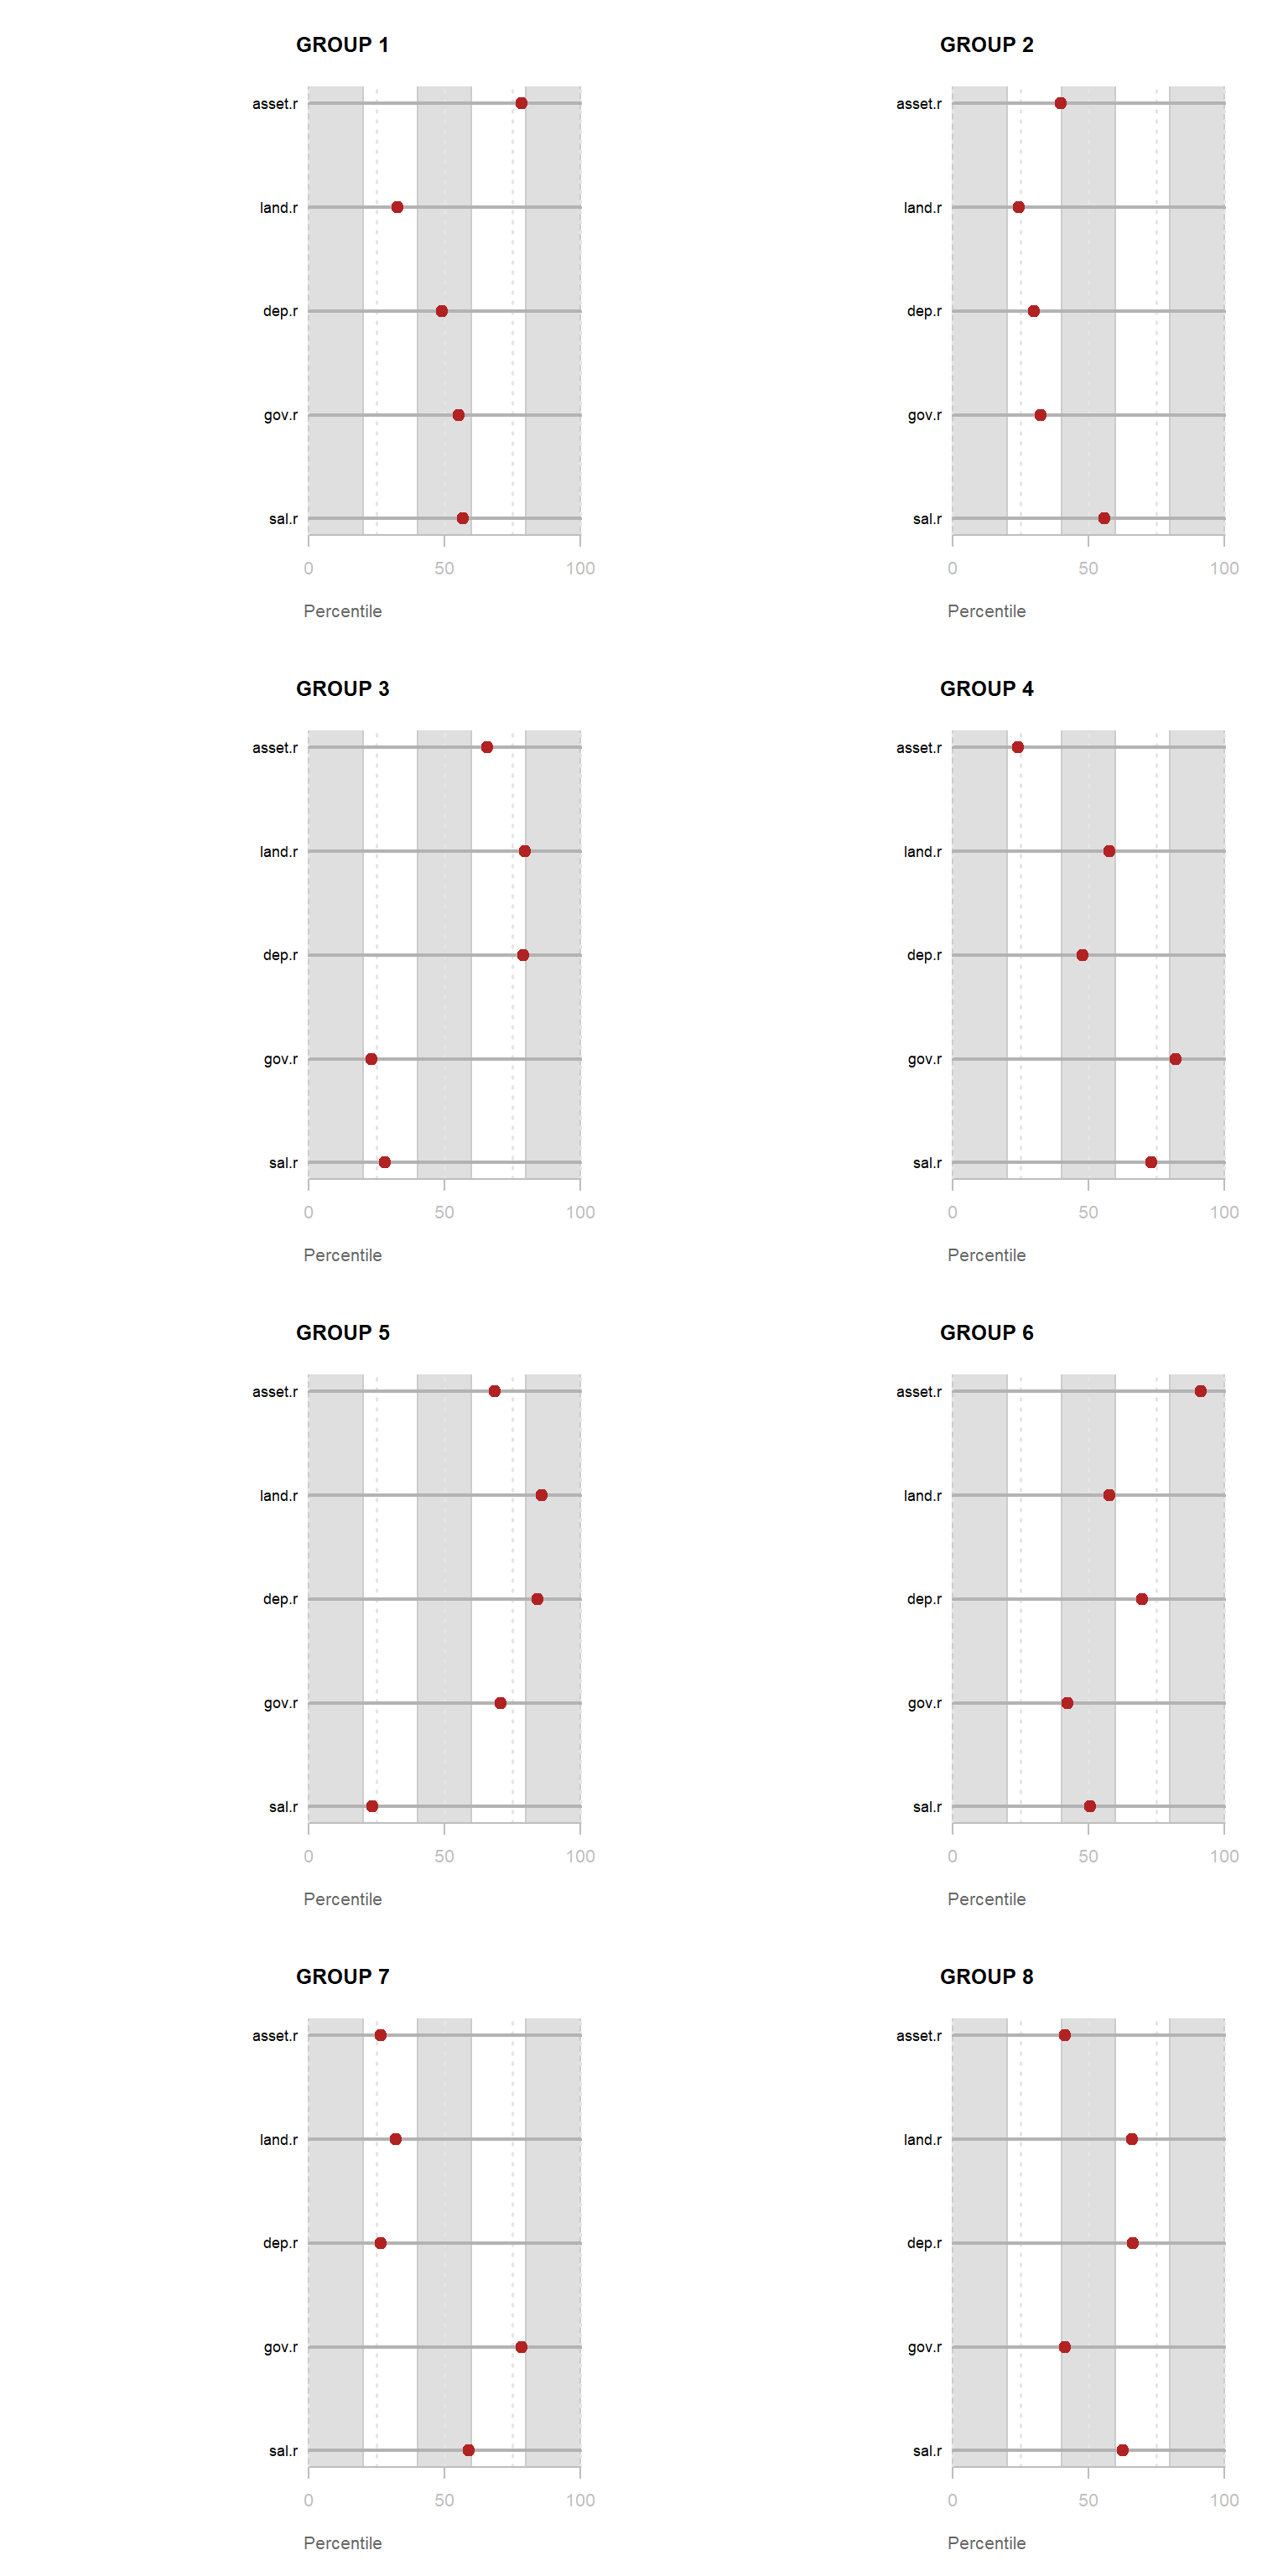 GROUP 1
asset.r
land.r
dep.r
gov.r
sal.r
0 50 100
Percentile
GROUP 2
asset.r
land.r
dep.r
gov.r
sal.r
0 50 100
Percentile
GROUP 3
asset.r
land.r
dep.r
gov.r
sal.r
0 50 100
Percentile
GROUP 4
asset.r
land.r
dep.r
gov.r
sal.r
0 50 100
Percentile
GROUP 5
asset.r
land.r
dep.r
gov.r
sal.r
0 50 100
Percentile
GROUP 6
asset.r
land.r
dep.r
gov.r
sal.r
0 50 100
Percentile
GROUP 7
asset.r
land.r
dep.r
gov.r
sal.r
0 50 100
Percentile
GROUP 8
asset.r
land.r
dep.r
gov.r
sal.r
0 50 100
Percentile